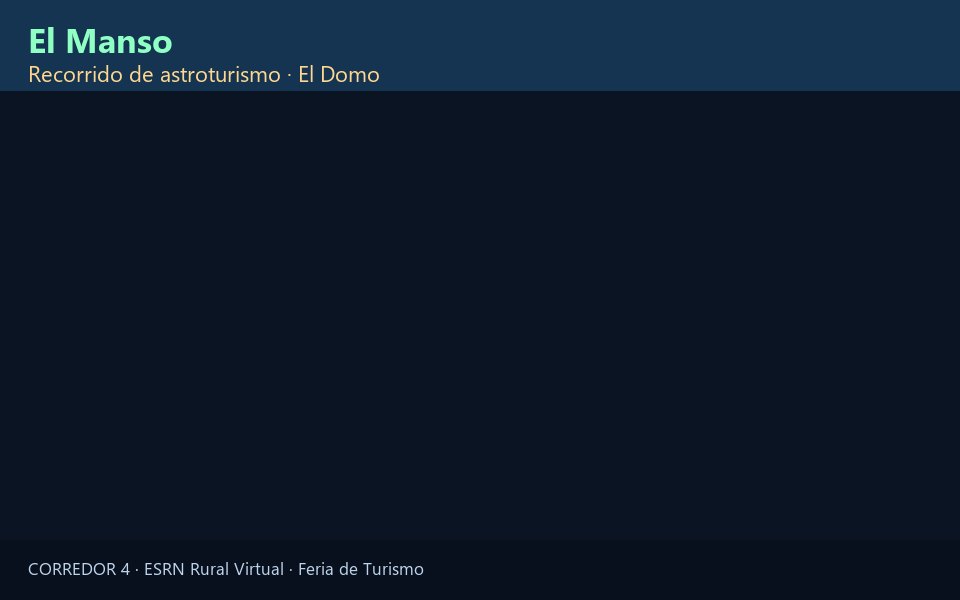 El Manso
Recorrido de astroturismo · El Domo
CORREDOR 4 · ESRN Rural Virtual · Feria de Turismo